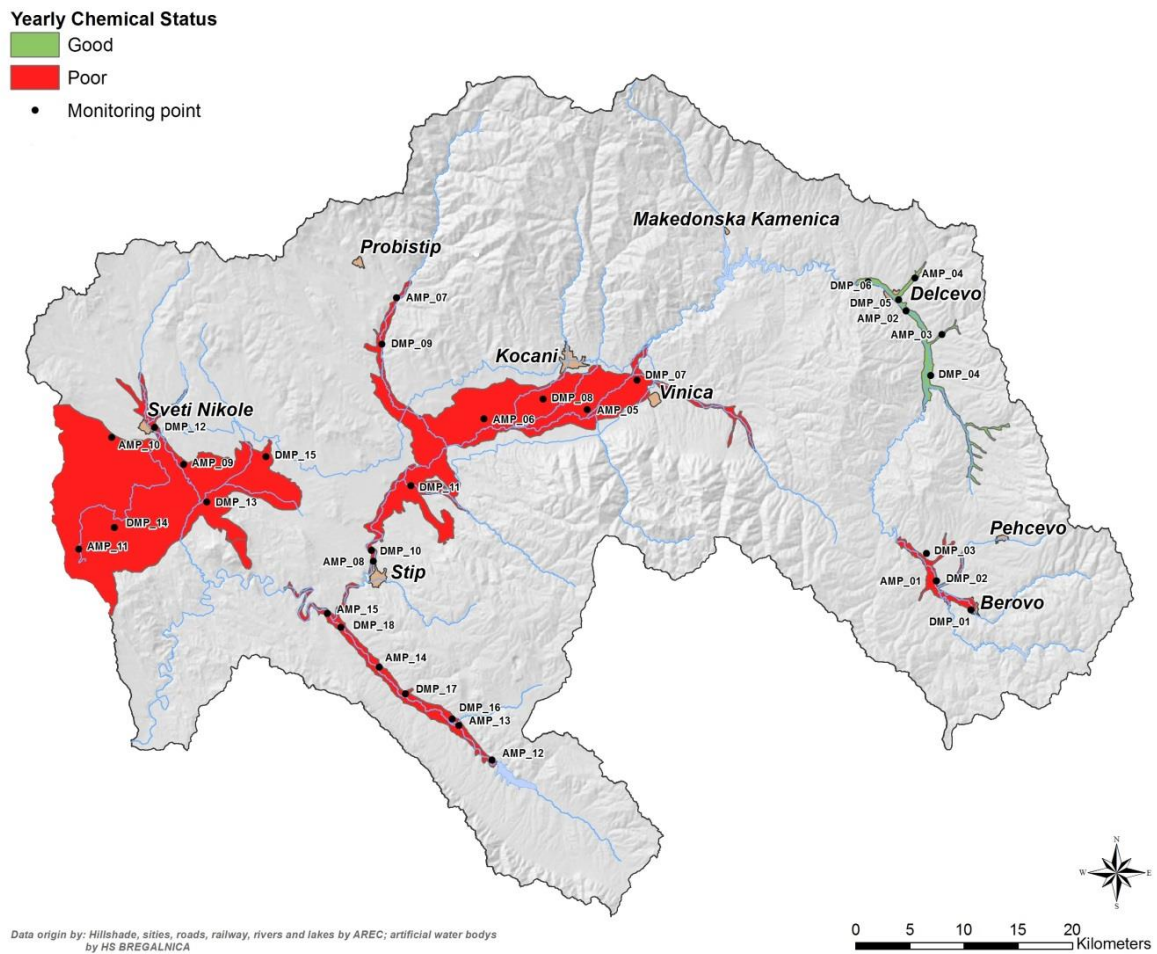 Yearly Chemical Status
Good
Poor
Monitoring point
Makedonska Kamenica
Probistip
AMP_04
DMP_06
DMP_05
Delcevo
AMP_07
AMP_02
AMP_03
DMP_09
Kocani
DMP_04
DMP_07
Vinica
DMP_08
AMP_05
AMP_06
Sveti Nikole
DMP_12
AMP_10
DMP_15
AMP_09
DMP_11
DMP_13
DMP_14
Pehcevo
AMP_11
DMP_10
DMP_03
AMP_08
Stip
AMP_01
DMP_02
Berovo
AMP_15
DMP_01
DMP_18
AMP_14
DMP_17
DMP_16
AMP_13
AMP_12
N
W
E
S
Data origin by: Hillshade, sities, roads, railway, rivers and lakes by AREC; artificial water bodys
by HS BREGALNICA
0 5 10 15 20
Kilometers